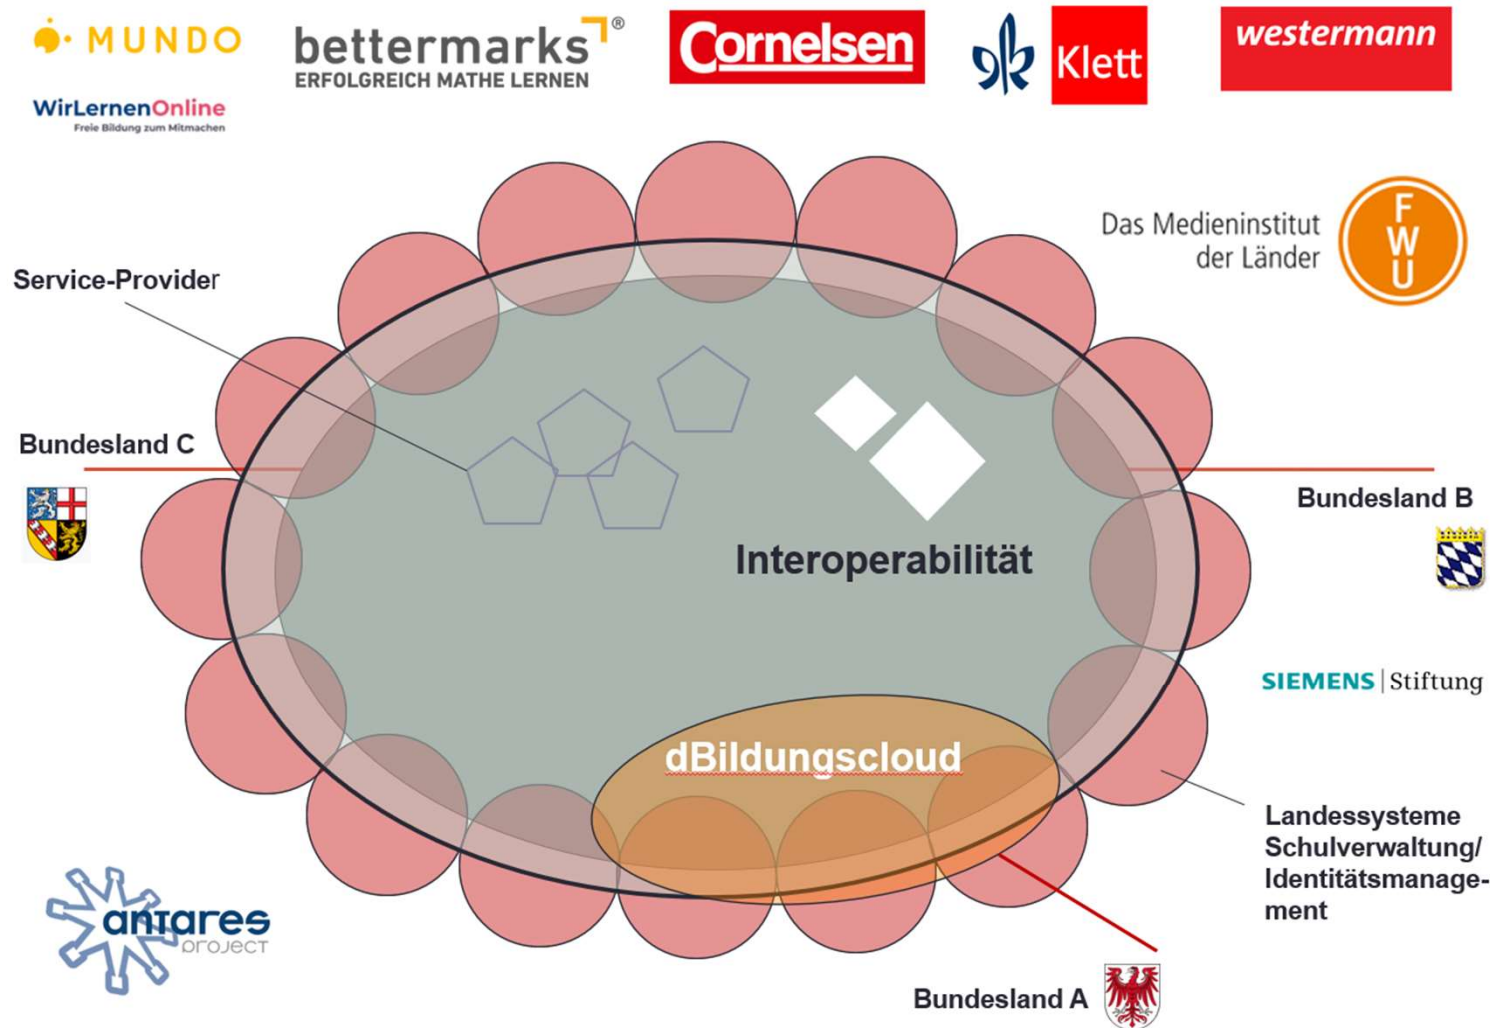 MUNDO
WirLernenOnline
Freie Bildung zum Mitmachen
bettermarks®
ERFOLGREICH MATHE LERNEN
Cornelsen
Klett
westermann
Das Medieninstitut
der Länder
F
W
U
Service-Provider
Bundesland C
Bundesland B
Interoperabilität
SIEMENS | Stiftung
dBildungscloud
Landessysteme
Schulverwaltung/
Identitätsmanage-
ment
antares
project
Bundesland A